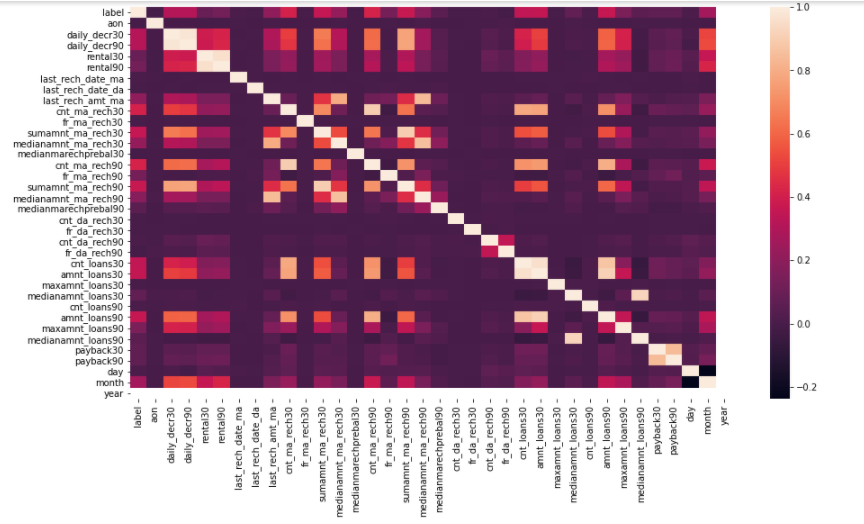 label
aon
daily_decr30
daily_decr90
rental30
rental90
last_rech_date_ma
last_rech_date_da
last_rech_amt_ma
cnt_ma_rech30
fr_ma_rech30
sumamnt_ma_rech30
medianamnt_ma_rech30
medianmarechprebal30
cnt_ma_rech90
fr_ma_rech90
sumamnt_ma_rech90
medianamnt_ma_rech90
medianmarechprebal90
cnt_da_rech30
fr_da_rech30
cnt_da_rech90
fr_da_rech90
cnt_loans30
amnt_loans30
maxamnt_loans30
medianamnt_loans30
cnt_loans90
amnt_loans90
maxamnt_loans90
medianamnt_loans90
payback30
payback90
day
month
year
label
aon
daily_decr30
daily_decr90
rental30
rental90
last_rech_date_ma
last_rech_date_da
last_rech_amt_ma
cnt_ma_rech30
fr_ma_rech30
sumamnt_ma_rech30
medianamnt_ma_rech30
medianmarechprebal30
cnt_ma_rech90
fr_ma_rech90
sumamnt_ma_rech90
medianamnt_ma_rech90
medianmarechprebal90
cnt_da_rech30
fr_da_rech30
cnt_da_rech90
fr_da_rech90
cnt_loans30
amnt_loans30
maxamnt_loans30
medianamnt_loans30
cnt_loans90
amnt_loans90
maxamnt_loans90
medianamnt_loans90
payback30
payback90
day
month
year
1.0
0.8
0.6
0.4
0.2
0.0
−0.2